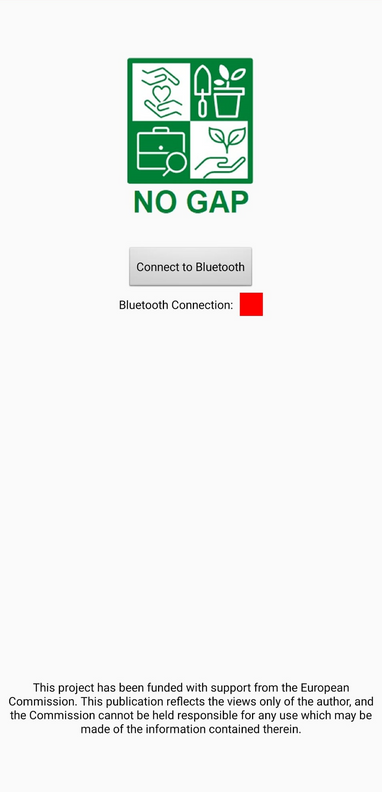 NO GAP
Connect to Bluetooth
Bluetooth Connection:
This project has been funded with support from the European
Commission. This publication reflects the views only of the author, and
the Commission cannot be held responsible for any use which may be
made of the information contained therein.